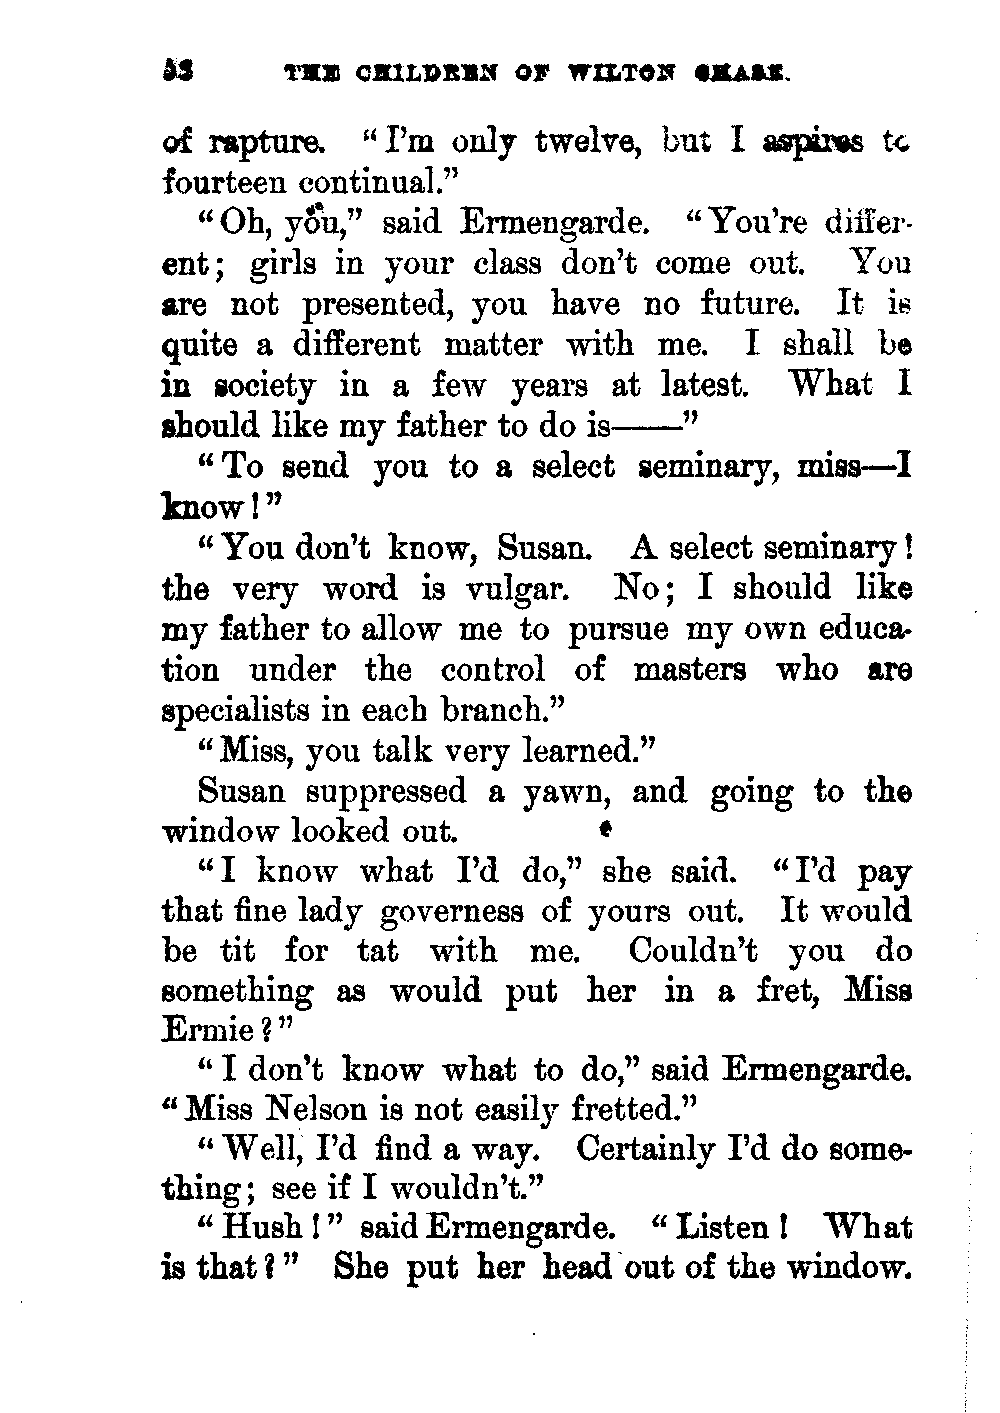 52 THE CHILDREN OF WILTON CHASE.
of rapture. “I’m only twelve, but I aspires to
fourteen continual.”
“Oh, you,” said Ermengarde. “You’re differ-
ent; girls in your class don’t come out. You
are not presented, you have no future. It is
quite a different matter with me. I shall be
in society in a few years at latest. What I
should like my father to do is——”
“To send you to a select seminary, miss—I
know!”
“You don’t know, Susan. A select seminary!
the very word is vulgar. No; I should like
my father to allow me to pursue my own educa-
tion under the control of masters who are
specialists in each branch.”
“Miss, you talk very learned.”
Susan suppressed a yawn, and going to the
window looked out.
“I know what I’d do,” she said. “I’d pay
that fine lady governess of yours out. It would
be tit for tat with me. Couldn’t you do
something as would put her in a fret, Miss
Ermie?”
“I don’t know what to do,” said Ermengarde.
“Miss Nelson is not easily fretted.”
“Well, I’d find a way. Certainly I’d do some-
thing; see if I wouldn’t.”
“Hush!” said Ermengarde. “Listen! What
is that?” She put her head out of the window.